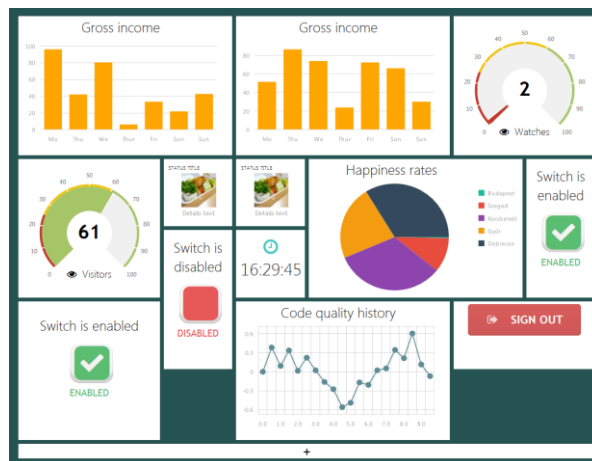 Gross income
100
80
60
40
20
0
Mo Thu We Thur Fri Son Sun
Gross income
80
60
40
20
0
Mo Thu We Thur Fri Son Sun
0 10 20 30 40 50 60 70 80 90 100
2
Watches
0 10 20 30 40 50 60 70 80 90 100
61
Visitors
STATUS TITLE
Details text
STATUS TITLE
Details text
Happiness rates
Budapest
Szeged
Kecskemét
Győr
Debrecen
Switch is
enabled
ENABLED
Switch is
disabled
DISABLED
16:29:45
Switch is enabled
ENABLED
Code quality history
0.6
0.3
0.0
-0.3
-0.6
0.0 1.0 2.0 3.0 4.0 5.0 6.0 7.0 8.0 9.0
SIGN OUT
+